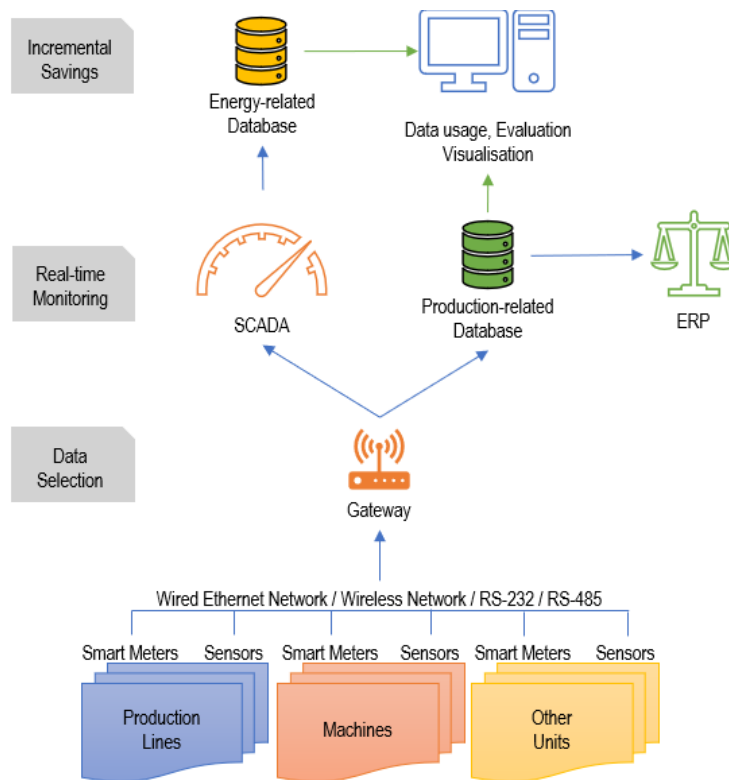 Incremental
Savings
Energy-related
Database
Data usage, Evaluation
Visualisation
Real-time
Monitoring
SCADA
Production-related
Database
ERP
Data
Selection
Gateway
Wired Ethernet Network / Wireless Network / RS-232 / RS-485
Smart Meters Sensors Smart Meters Sensors Smart Meters Sensors
Production
Lines
Machines
Other
Units